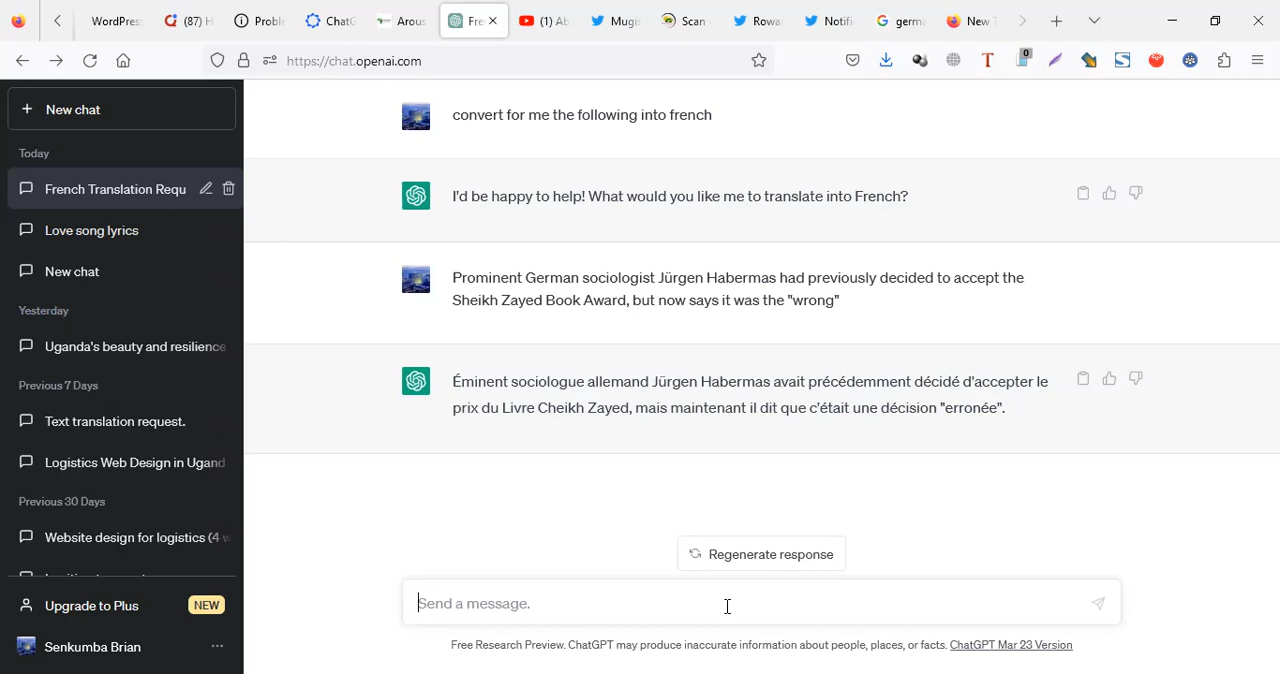 WordPress
(87) H
Proble
ChatG
Arous
Fre
(1) Ab
Mugis
Scan
Rowa
Notifi
germa
New T
https://chat.openai.com
T
0
S
New chat
Today
French Translation Requ
Love song lyrics
New chat
Yesterday
Uganda's beauty and resilience
Previous 7 Days
Text translation request.
Logistics Web Design in Ugand
Previous 30 Days
Website design for logistics (4 w
Upgrade to Plus NEW
Senkumba Brian
convert for me the following into french
I'd be happy to help! What would you like me to translate into French?
Prominent German sociologist Jürgen Habermas had previously decided to accept the
Sheikh Zayed Book Award, but now says it was the "wrong"
Éminent sociologue allemand Jürgen Habermas avait précédemment décidé d'accepter le
prix du Livre Cheikh Zayed, mais maintenant il dit que c'était une décision "erronée".
Regenerate response
Send a message.
Free Research Preview. ChatGPT may produce inaccurate information about people, places, or facts. ChatGPT Mar 23 Version